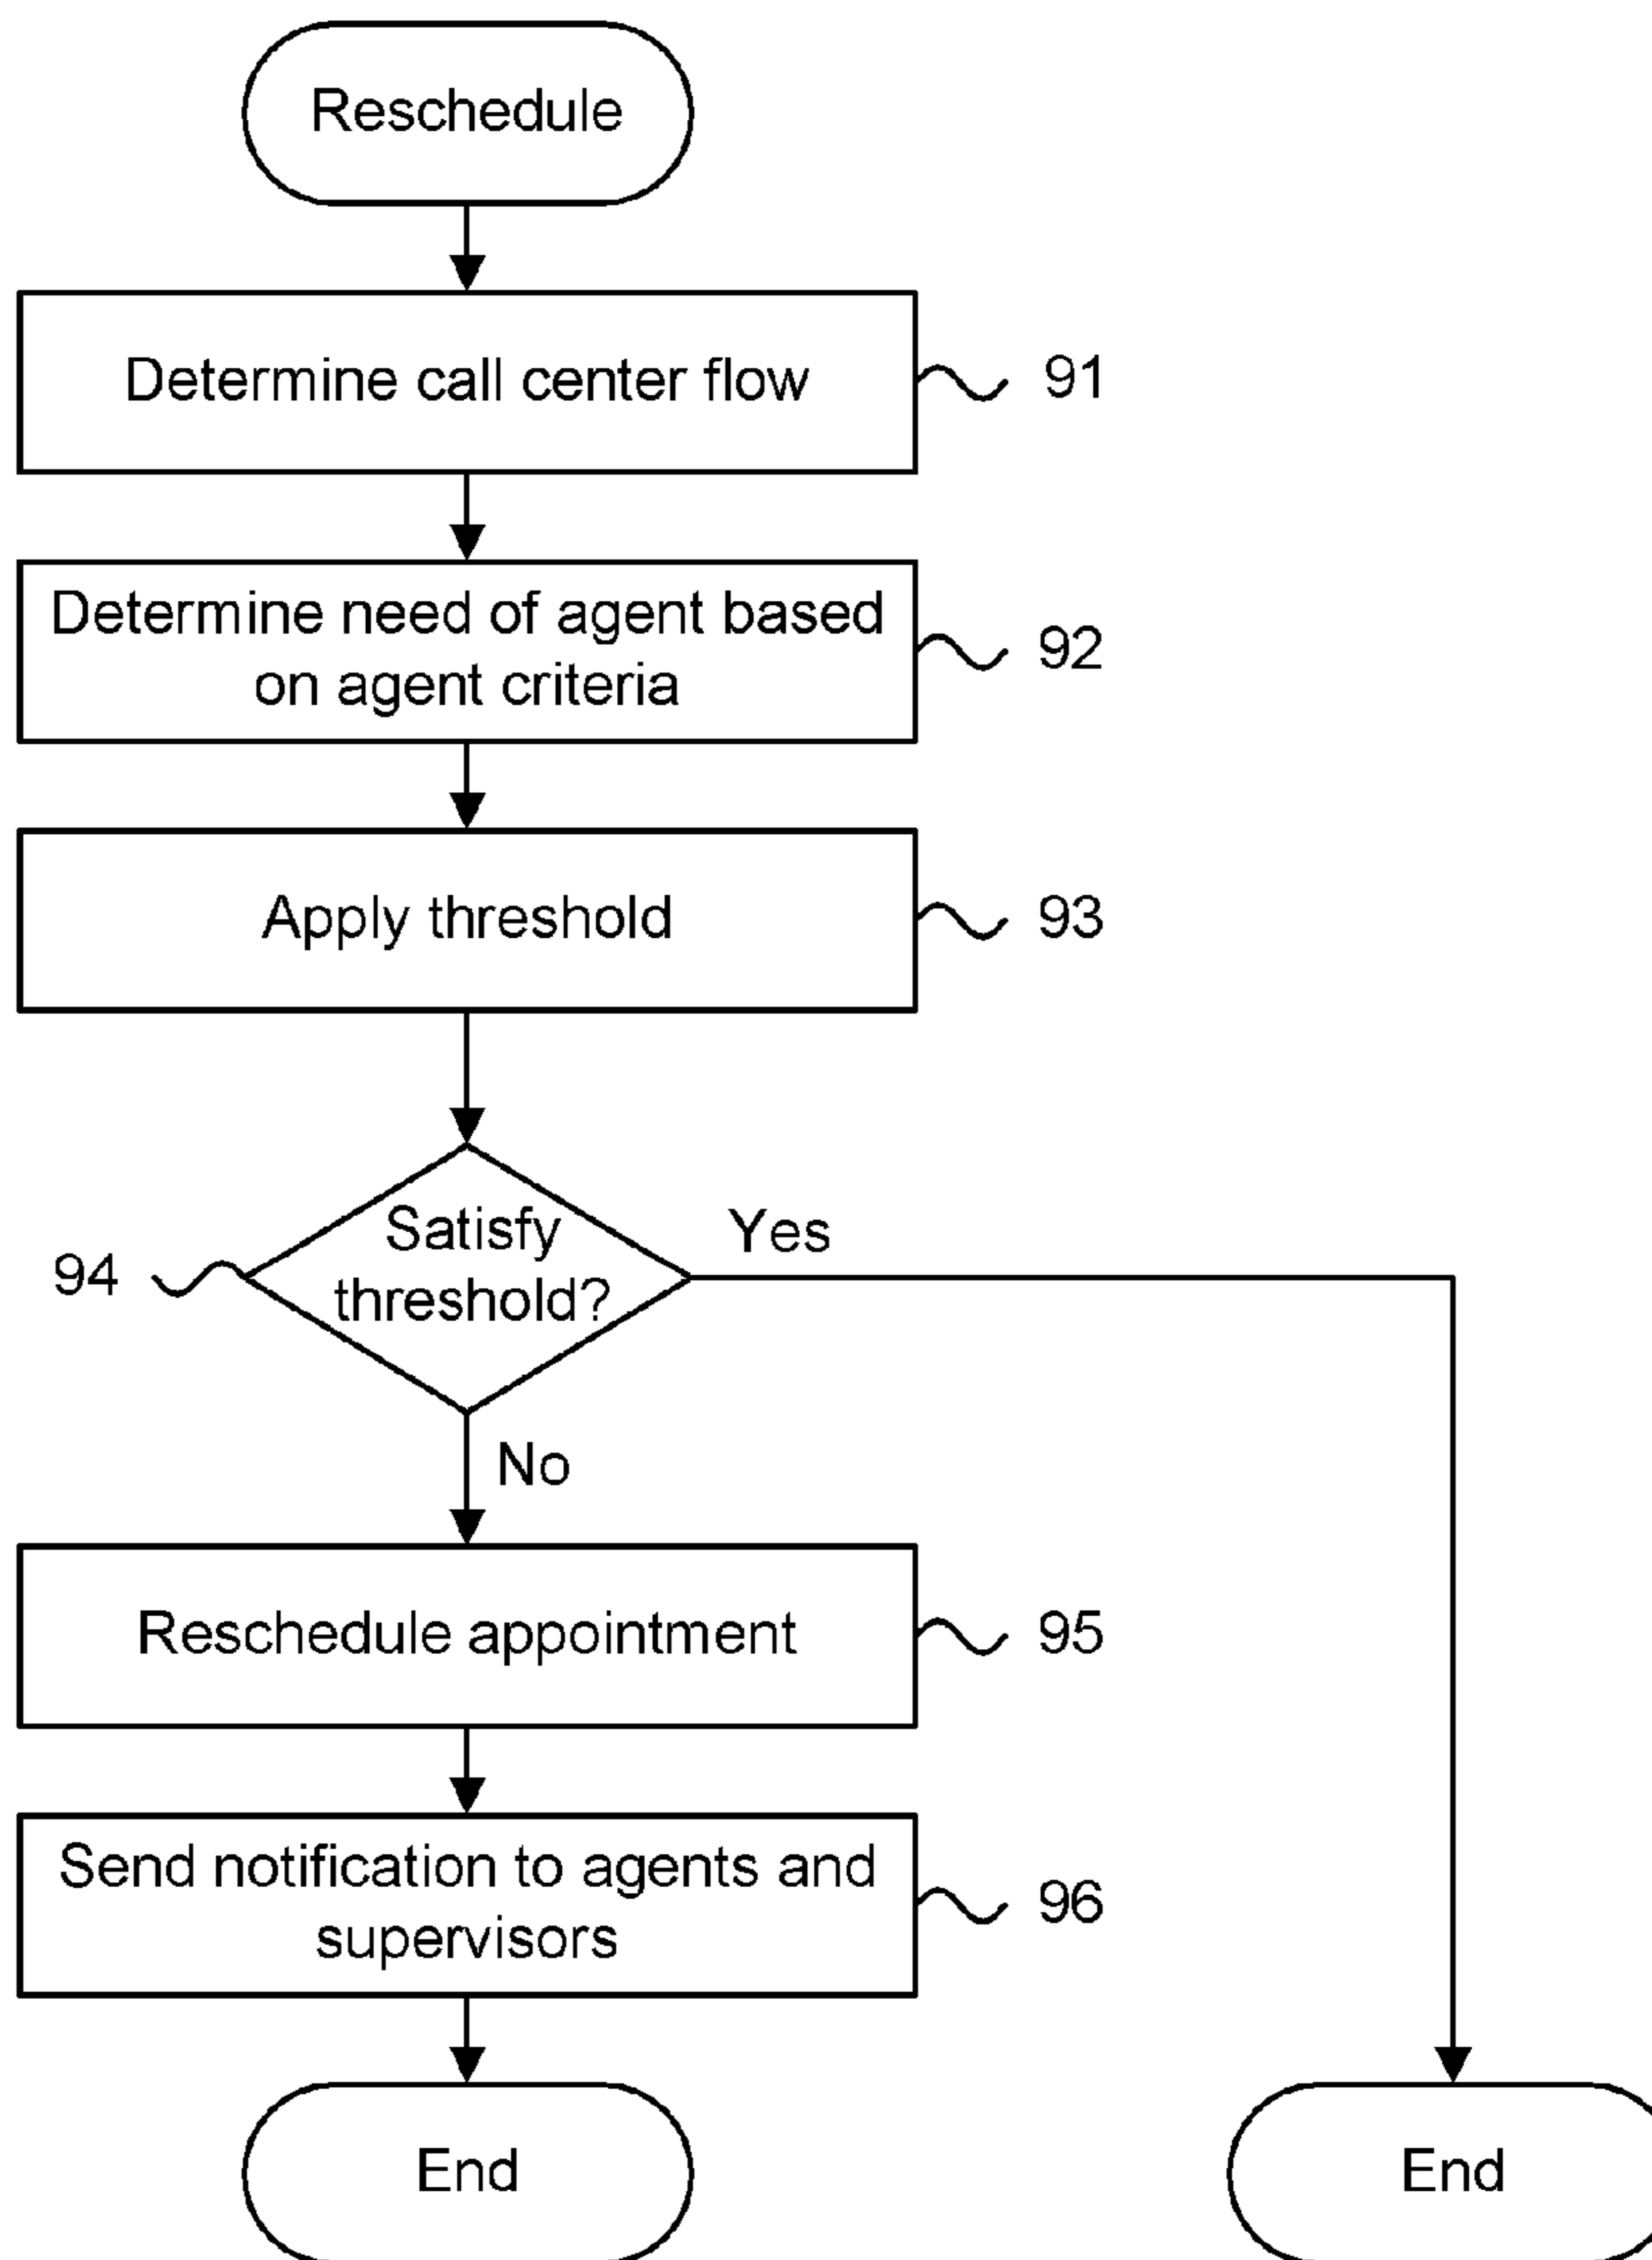 Reschedule
Determine call center flow
91
Determine need of agent based
on agent criteria
92
Apply threshold
93
Satisfy
threshold?
94
Yes
No
Reschedule appointment
95
Send notification to agents and
supervisors
96
End
End